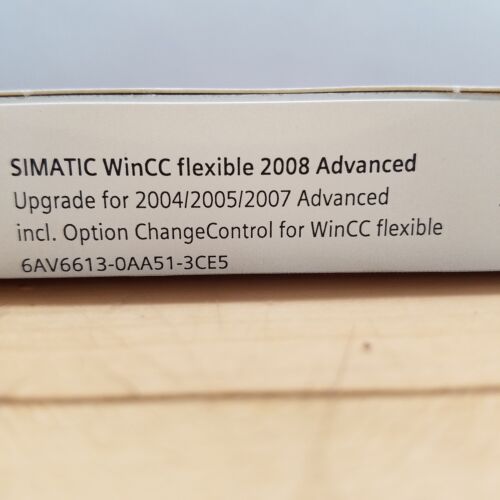 SIMATIC WinCC flexible 2008 Advanced
Upgrade for 2004/2005/2007 Advanced
incl. Option ChangeControl for WinCC flexible
6AV6613-0AA51-3CE5